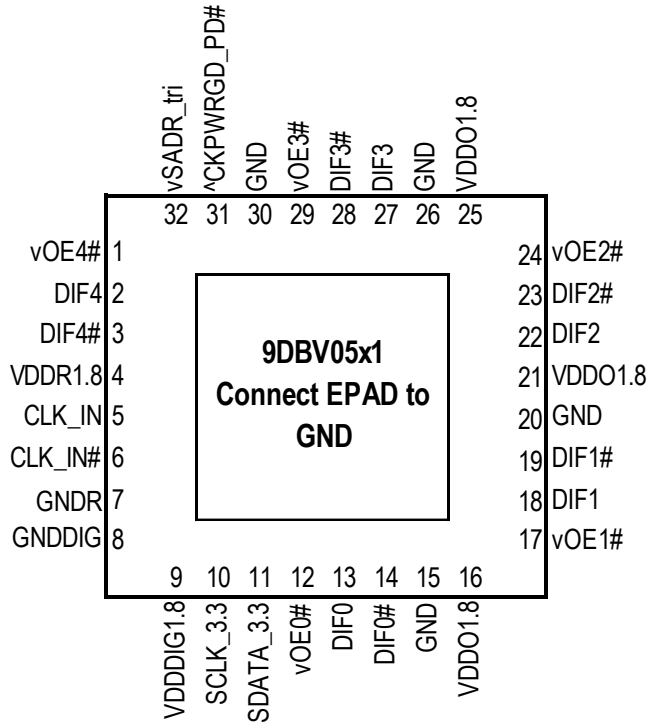 vSADR_tri
^CKPWRGD_PD#
GND
vOE3#
DIF3#
DIF3
GND
VDDO1.8
32 31 30 29 28 27 26 25
vOE4# 1
DIF4 2
DIF4# 3
VDDR1.8 4
CLK_IN 5
CLK_IN# 6
GNDR 7
GNDDIG 8
9DBV05x1
Connect EPAD to
GND
24 vOE2#
23 DIF2#
22 DIF2
21 VDDO1.8
20 GND
19 DIF1#
18 DIF1
17 vOE1#
9 10 11 12 13 14 15 16
VDDDIG1.8
SCLK_3.3
SDATA_3.3
vOE0#
DIF0
DIF0#
GND
VDDO1.8